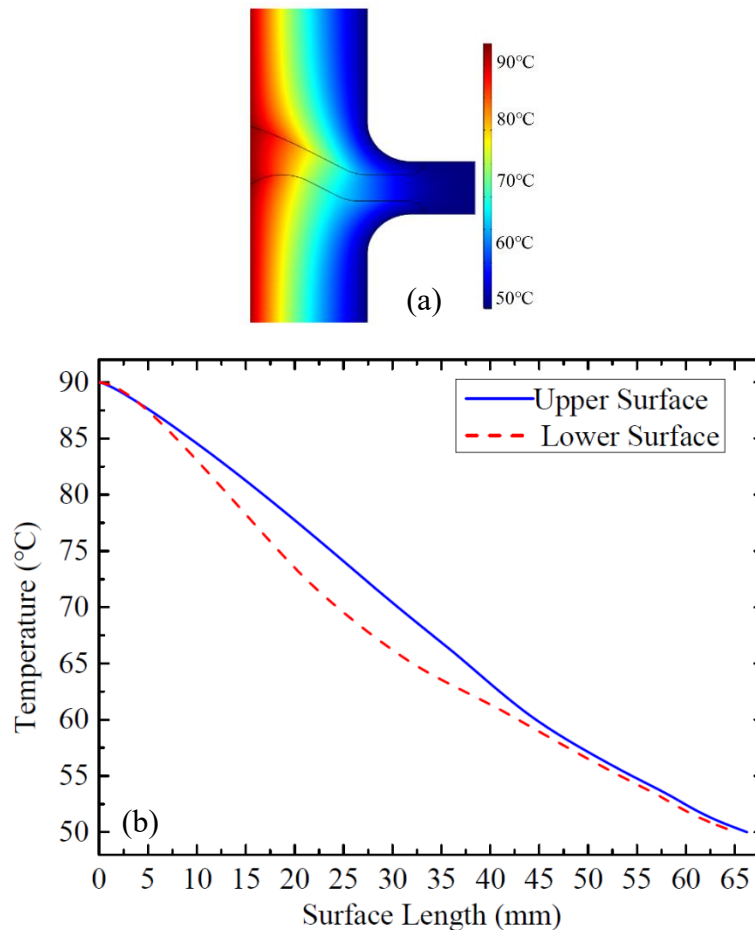 90℃
80℃
70℃
60℃
50℃
(a)
90
85
80
75
70
65
60
55
50
Temperature (℃)
Upper Surface
Lower Surface
(b)
0 5 10 15 20 25 30 35 40 45 50 55 60 65
Surface Length (mm)